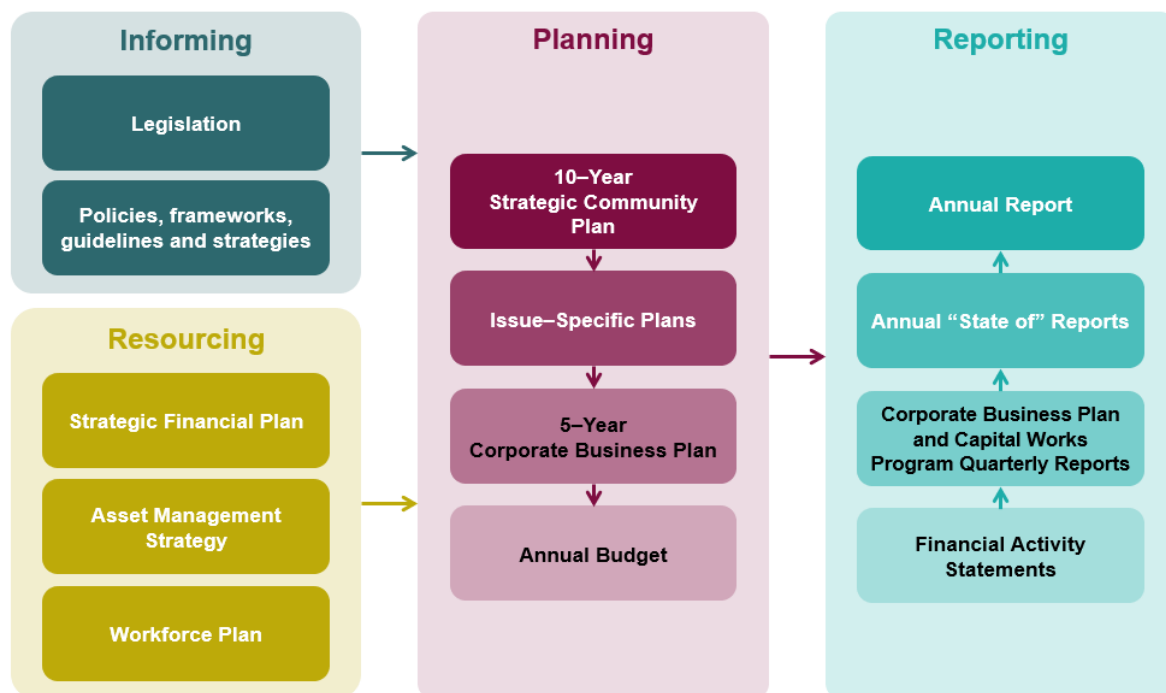 Informing
Legislation
Policies, frameworks,
guidelines and strategies
Resourcing
Strategic Financial Plan
Asset Management
Strategy
Workforce Plan
Planning
10–Year
Strategic Community
Plan
Issue–Specific Plans
5–Year
Corporate Business Plan
Annual Budget
Reporting
Annual Report
Annual “State of” Reports
Corporate Business Plan
and Capital Works
Program Quarterly Reports
Financial Activity
Statements